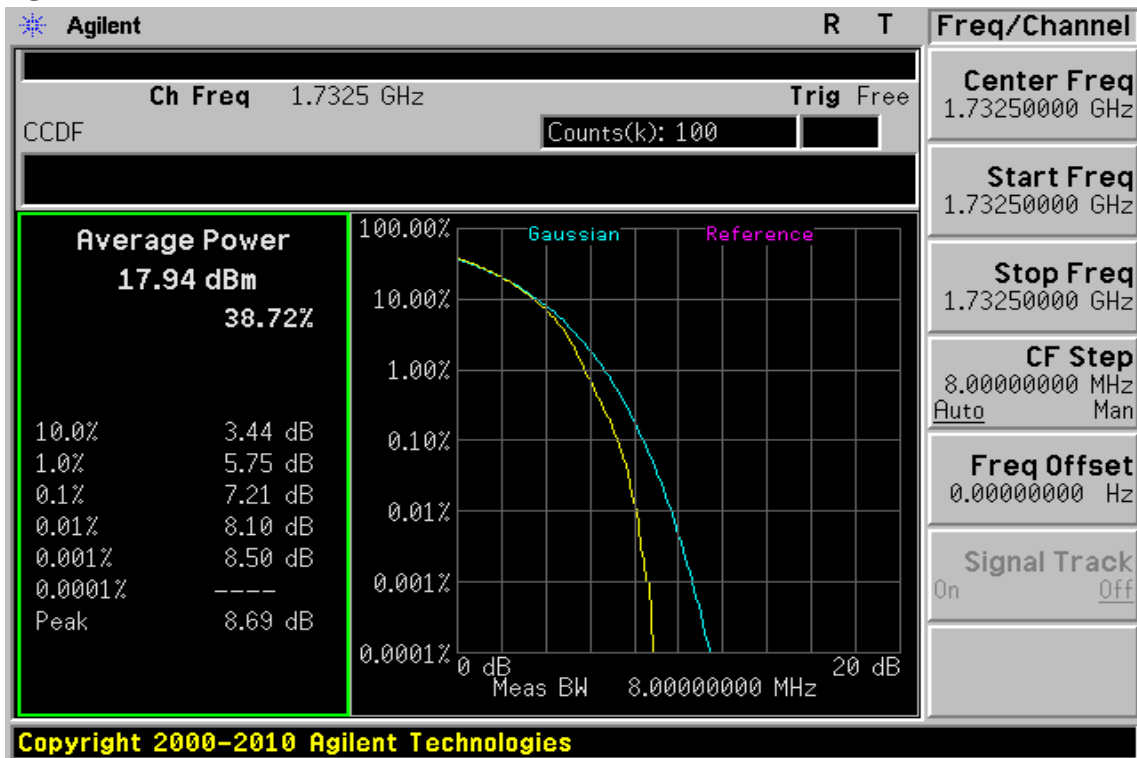 Agilent R T
Freq/Channel
Ch Freq 1.7325 GHz Trig Free
CCDF Counts(k): 100
Average Power
17.94 dBm
38.72%
10.0% 3.44 dB
1.0% 5.75 dB
0.1% 7.21 dB
0.01% 8.10 dB
0.001% 8.50 dB
0.0001% ----
Peak 8.69 dB
Gaussian Reference
100.00%
10.00%
1.00%
0.10%
0.01%
0.001%
0.0001%
0 dB 20 dB
Meas BW 8.00000000 MHz
Center Freq
1.73250000 GHz
Start Freq
1.73250000 GHz
Stop Freq
1.73250000 GHz
CF Step
8.00000000 MHz
Auto Man
Freq Offset
0.00000000 Hz
Signal Track
On Off
Copyright 2000-2010 Agilent Technologies